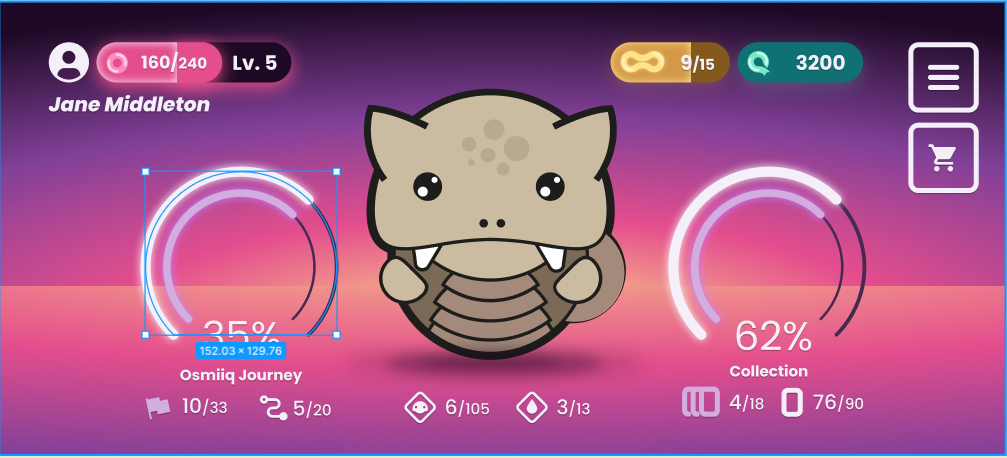 160/240 Lv. 5
9/15
3200
Jane Middleton
35%
152.03 × 129.76
Osmiiq Journey
10/33
5/20
6/105
3/13
62%
Collection
4/18
76/90